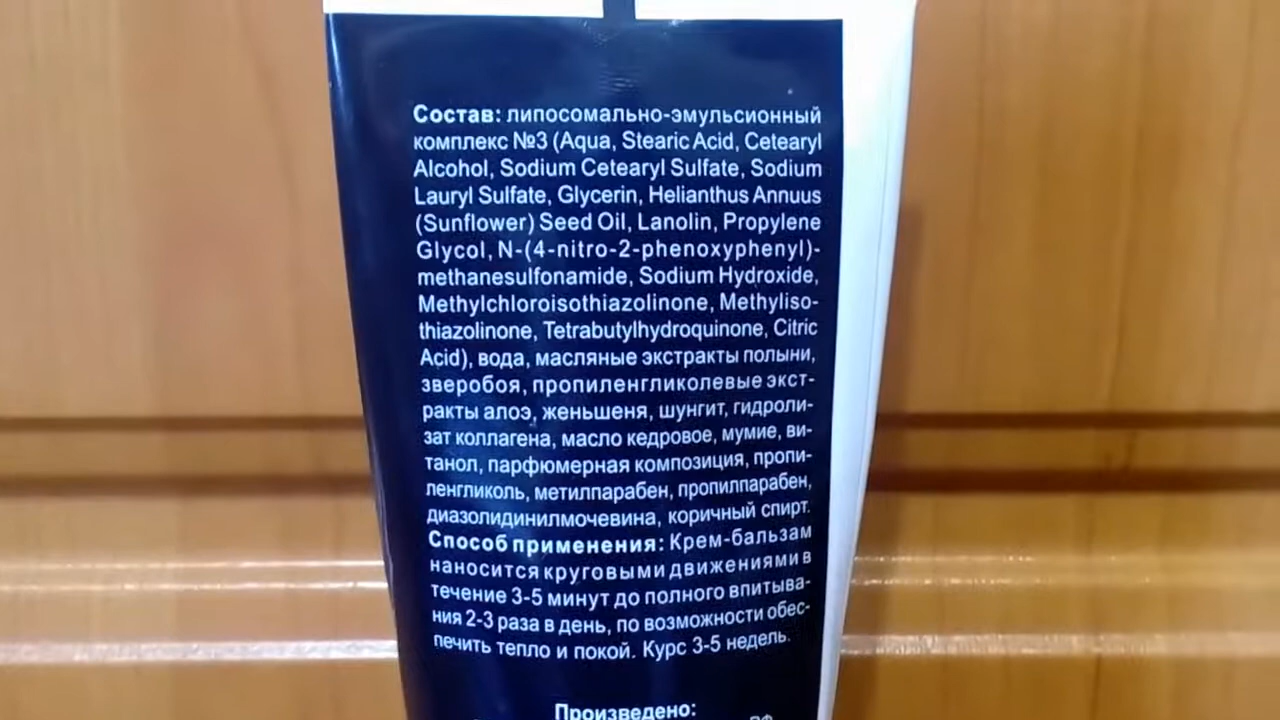 Состав: липосомально-эмульсионный
комплекс №3 (Aqua, Stearic Acid, Cetearyl
Alcohol, Sodium Cetearyl Sulfate, Sodium
Lauryl Sulfate, Glycerin, Helianthus Annuus
(Sunflower) Seed Oil, Lanolin, Propylene
Glycol, N-(4-nitro-2-phenoxyphenyl)-
methanesulfonamide, Sodium Hydroxide,
Methylchloroisothiazolinone, Methyliso-
thiazolinone, Tetrabutylhydroquinone, Citric
Acid), вода, масляные экстракты полыни,
зверобоя, пропиленгликолевые экст-
ракты алоэ, женьшеня, шунгит, гидроли-
зат коллагена, масло кедровое, мумие, ви-
танол, парфюмерная композиция, пропи-
ленгликоль, метилпарабен, пропилпарабен,
диазолидинилмочевина, коричный спирт.
Способ применения: Крем-бальзам
наносится круговыми движениями в
течение 3-5 минут до полного впитыва-
ния 2-3 раза в день, по возможности обес-
печить тепло и покой. Курс 3-5 недель.
Произведено: